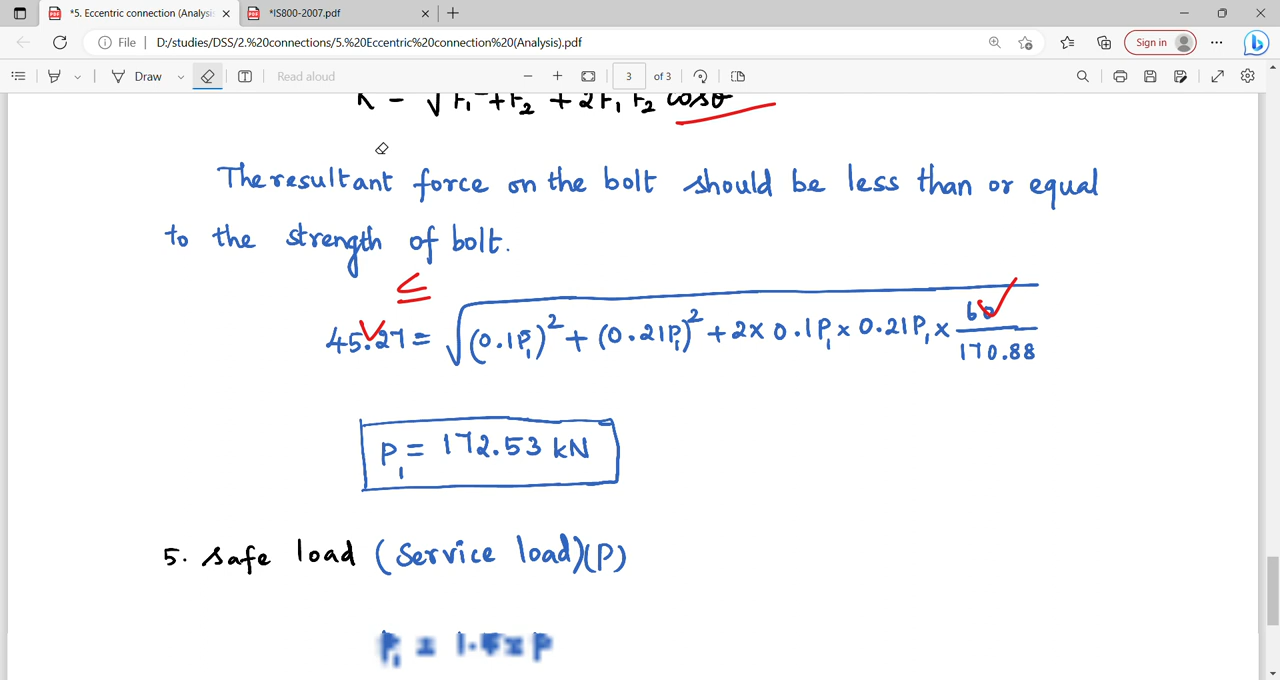 *5. Eccentric connection (Analysis
*IS800-2007.pdf
File D:/studies/DSS/2.%20connections/5.%20Eccentric%20connection%20(Analysis).pdf
Sign in
Draw
Read aloud
3 of 3
cosθ
The resultant force on the bolt should be less than or equal
to the strength of bolt.
≤
45.27 = √(0.1P₁)² + (0.21P₁)² + 2 x 0.1P₁ x 0.21P₁ x 60/170.88
P₁ = 172.53 kN
5. safe load (Service load)(P)